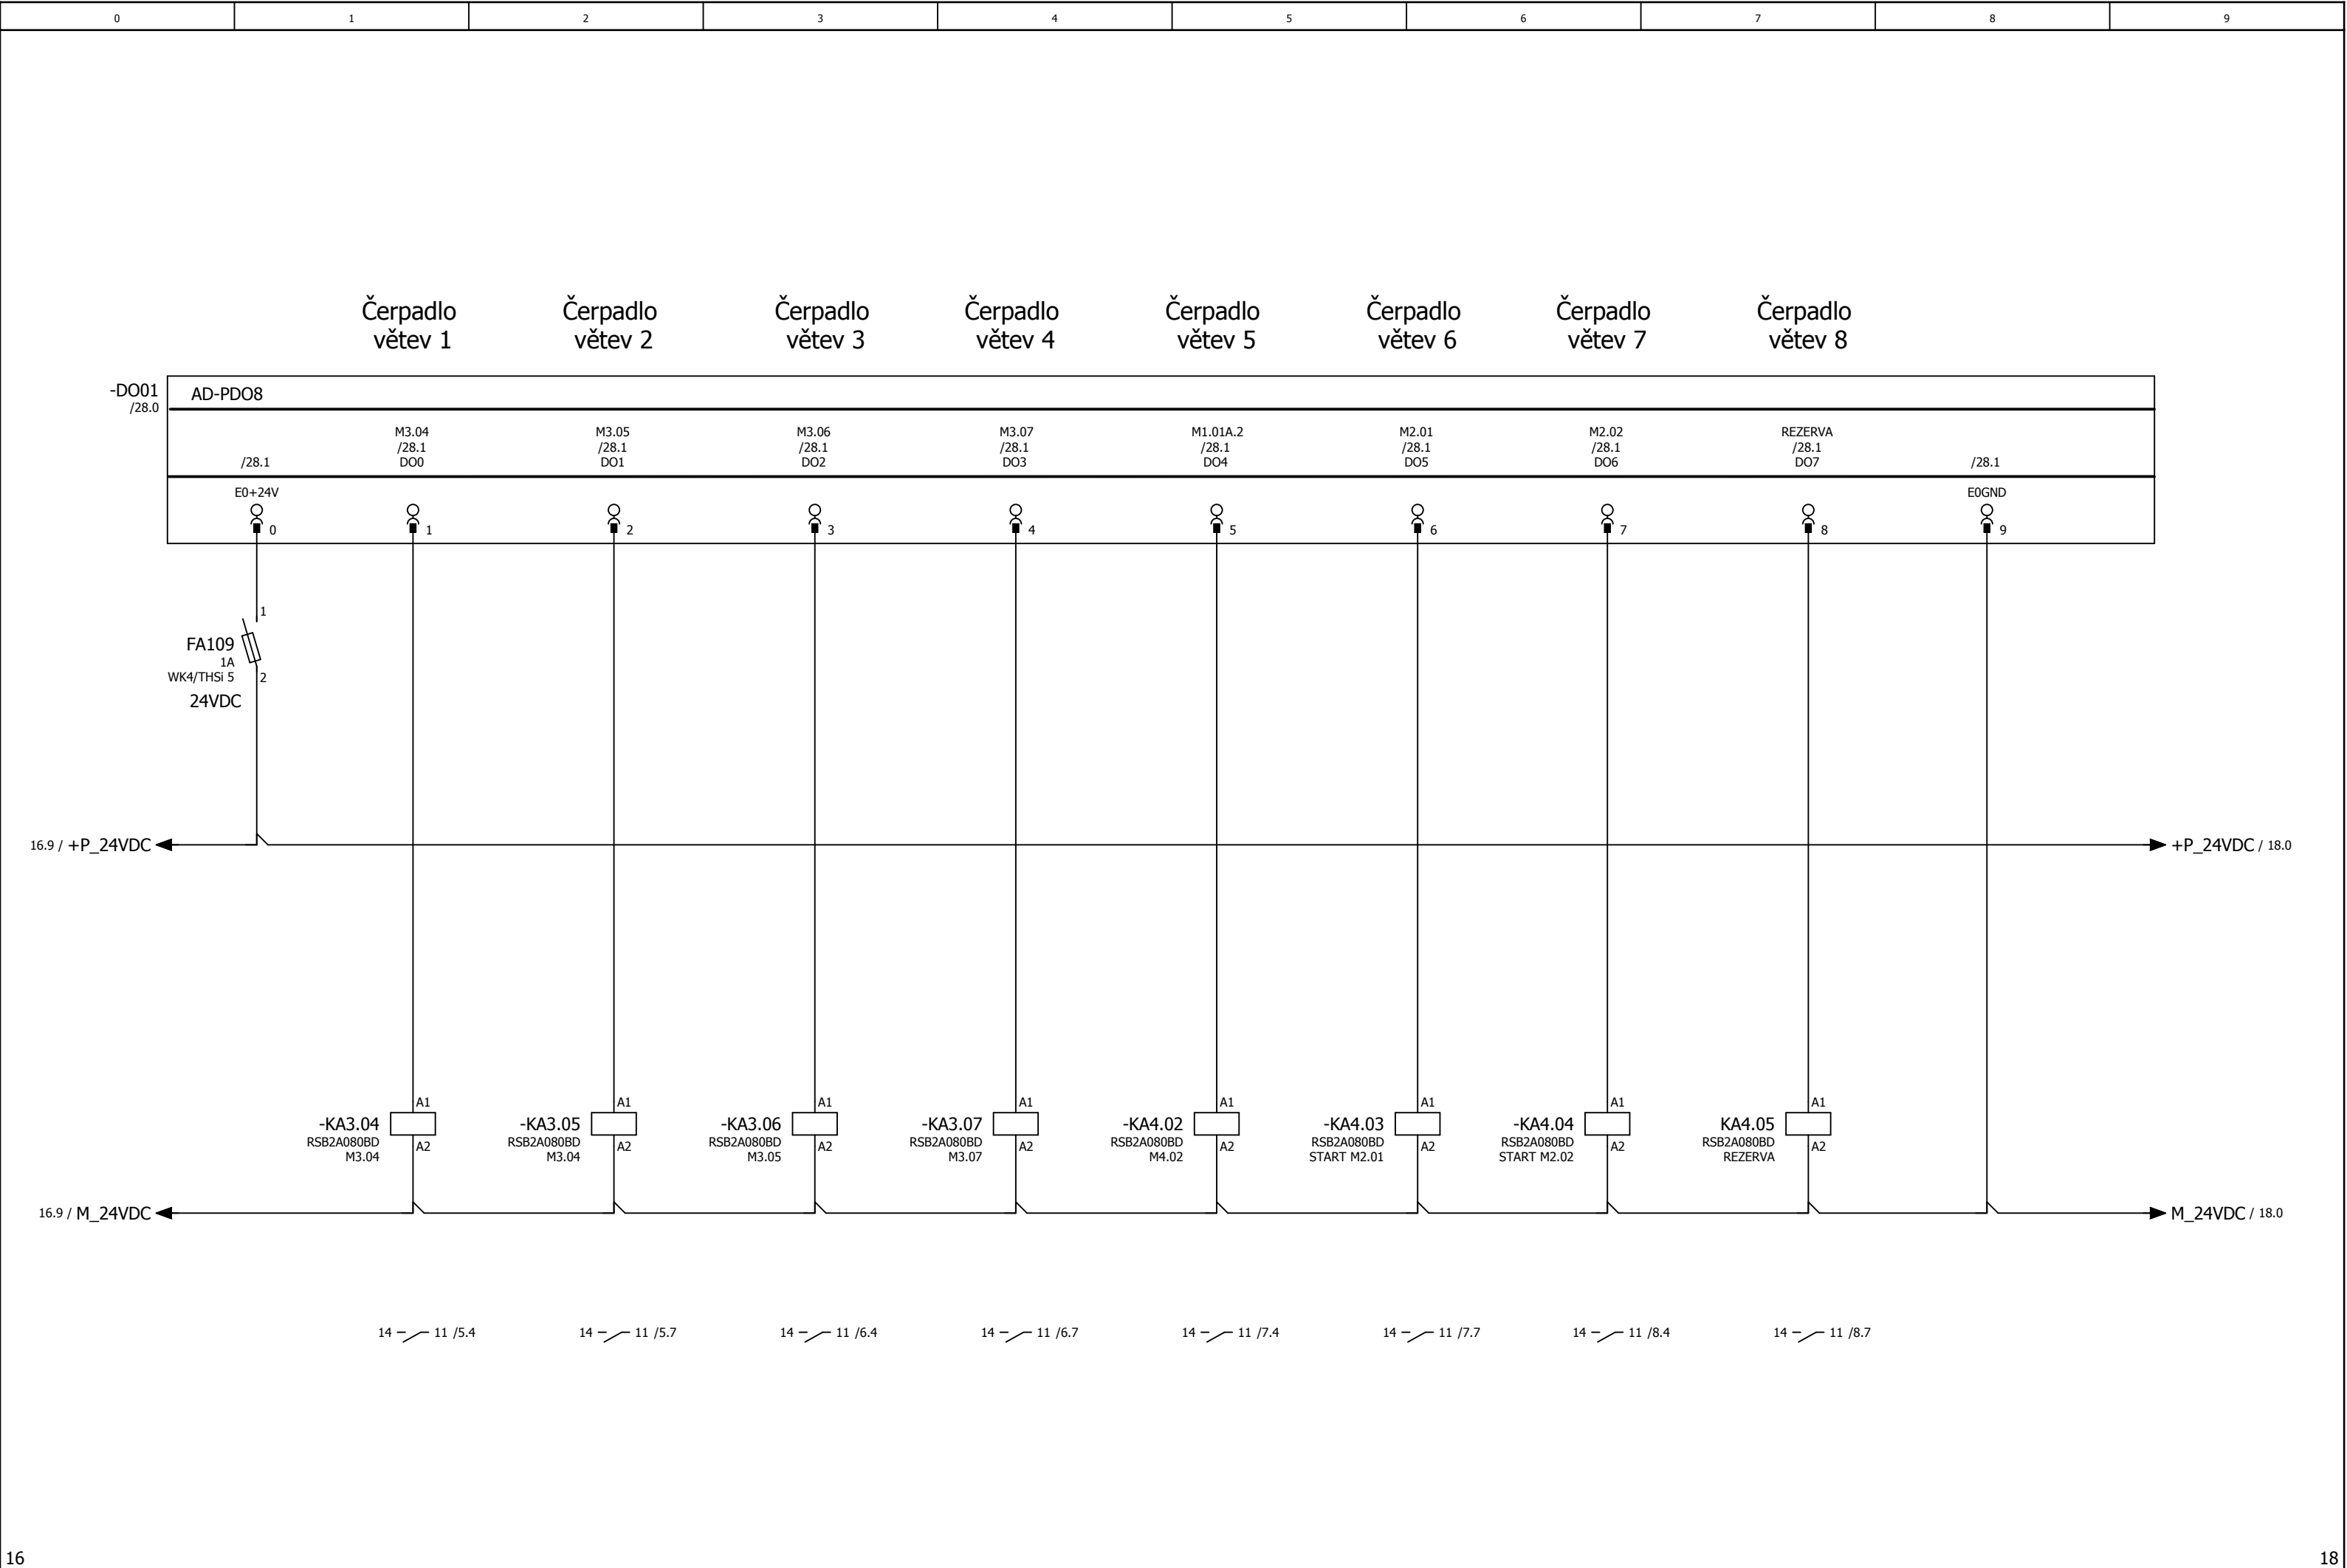 0 1 2 3 4 5 6 7 8 9
Čerpadlo Čerpadlo Čerpadlo Čerpadlo Čerpadlo Čerpadlo Čerpadlo Čerpadlo
větev 1 větev 2 větev 3 větev 4 větev 5 větev 6 větev 7 větev 8
-DO01 AD-PDO8
/28.0
M3.04 M3.05 M3.06 M3.07 M1.01A.2 M2.01 M2.02 REZERVA
/28.1 /28.1 /28.1 /28.1 /28.1 /28.1 /28.1 /28.1
/28.1 DO0 DO1 DO2 DO3 DO4 DO5 DO6 DO7 /28.1
E0+24V E0GND
0 1 2 3 4 5 6 7 8 9
1
FA109
1A
WK4/THSi 5 2
24VDC
16.9 / +P_24VDC +P_24VDC / 18.0
A1 A1 A1 A1 A1 A1 A1 A1
-KA3.04 -KA3.05 -KA3.06 -KA3.07 -KA4.02 -KA4.03 -KA4.04 KA4.05
RSB2A080BD RSB2A080BD RSB2A080BD RSB2A080BD RSB2A080BD RSB2A080BD RSB2A080BD RSB2A080BD
A2 A2 A2 A2 A2 A2 A2 A2
M3.04 M3.04 M3.05 M3.07 M4.02 START M2.01 START M2.02 REZERVA
16.9 / M_24VDC M_24VDC / 18.0
14 11 /5.4 14 11 /5.7 14 11 /6.4 14 11 /6.7 14 11 /7.4 14 11 /7.7 14 11 /8.4 14 11 /8.7
16 18